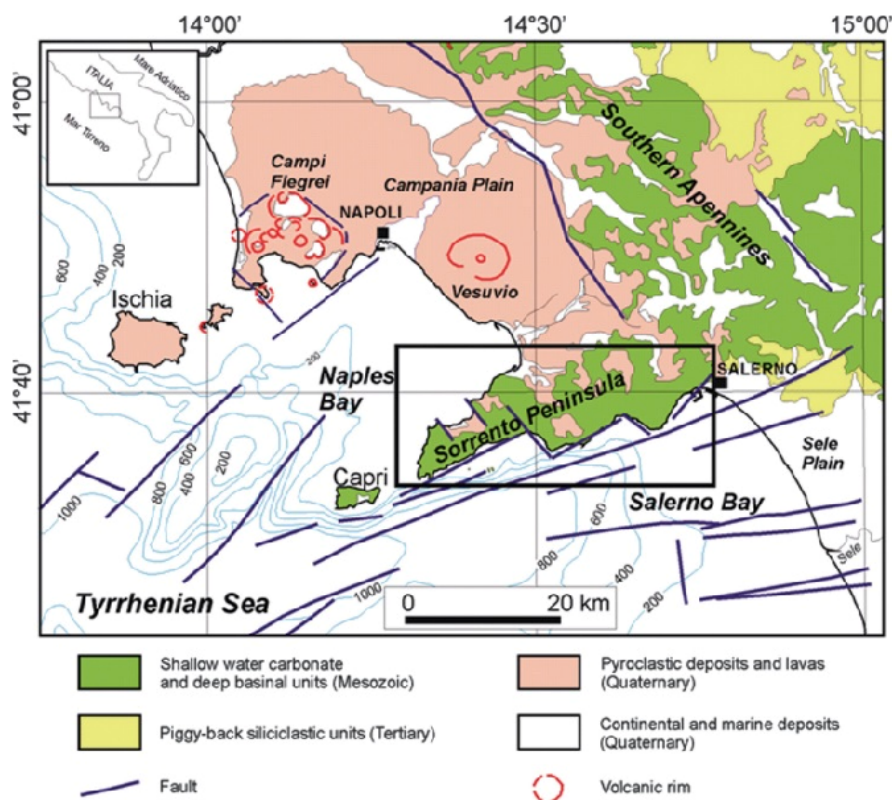 14°00' 14°30' 15°00'
41°00'
41°40'
ITALIA
Mare Adriatico
Mar Tirreno
Campi
Flegrei
NAPOLI
Campania Plain
Southern Apennines
Vesuvio
Ischia
600
400
200
200
Naples
Bay
SALERNO
Sorrento Peninsula
Capri
Sele
Plain
Salerno Bay
Sele
1000
800
600
400
200
600
800
400
200
1000
Tyrrhenian Sea
0 20 km
Shallow water carbonate
and deep basinal units (Mesozoic)
Pyroclastic deposits and lavas
(Quaternary)
Piggy-back siliciclastic units (Tertiary)
Continental and marine deposits
(Quaternary)
Fault
Volcanic rim